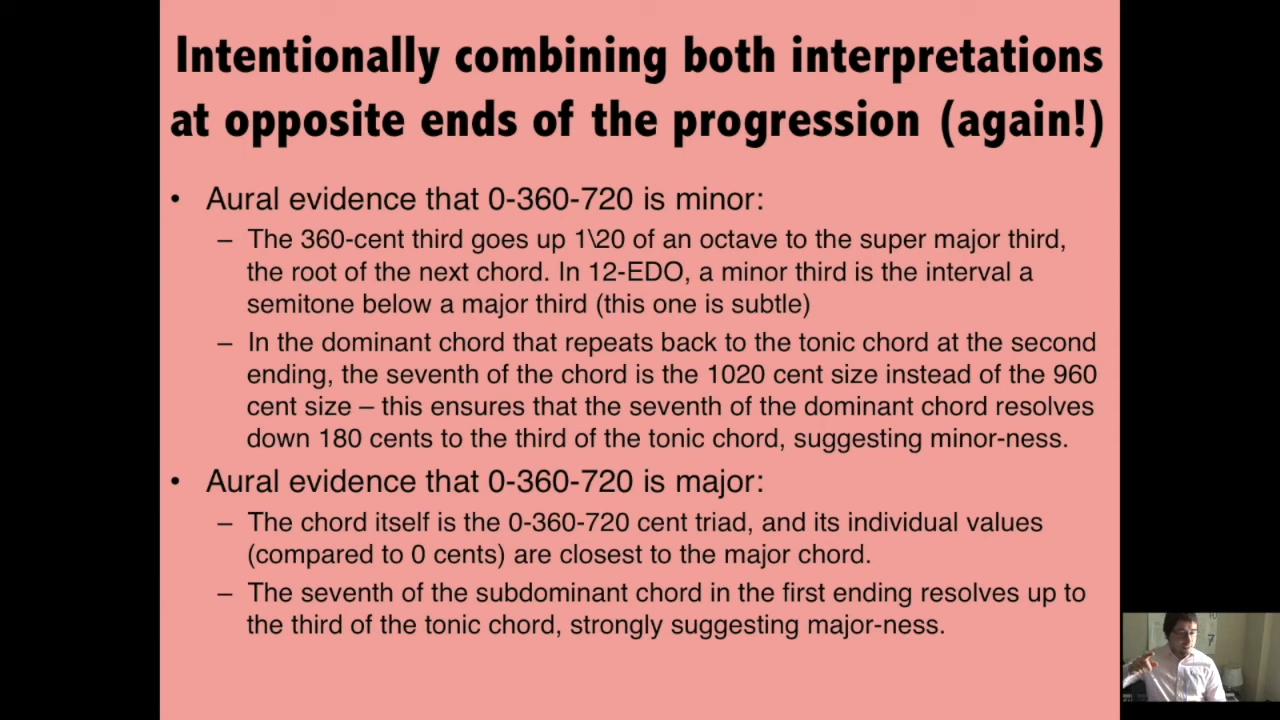 Intentionally combining both interpretations
at opposite ends of the progression (again!)
• Aural evidence that 0-360-720 is minor:
– The 360-cent third goes up 1\20 of an octave to the super major third,
the root of the next chord. In 12-EDO, a minor third is the interval a
semitone below a major third (this one is subtle)
– In the dominant chord that repeats back to the tonic chord at the second
ending, the seventh of the chord is the 1020 cent size instead of the 960
cent size – this ensures that the seventh of the dominant chord resolves
down 180 cents to the third of the tonic chord, suggesting minor-ness.
• Aural evidence that 0-360-720 is major:
– The chord itself is the 0-360-720 cent triad, and its individual values
(compared to 0 cents) are closest to the major chord.
– The seventh of the subdominant chord in the first ending resolves up to
the third of the tonic chord, strongly suggesting major-ness.